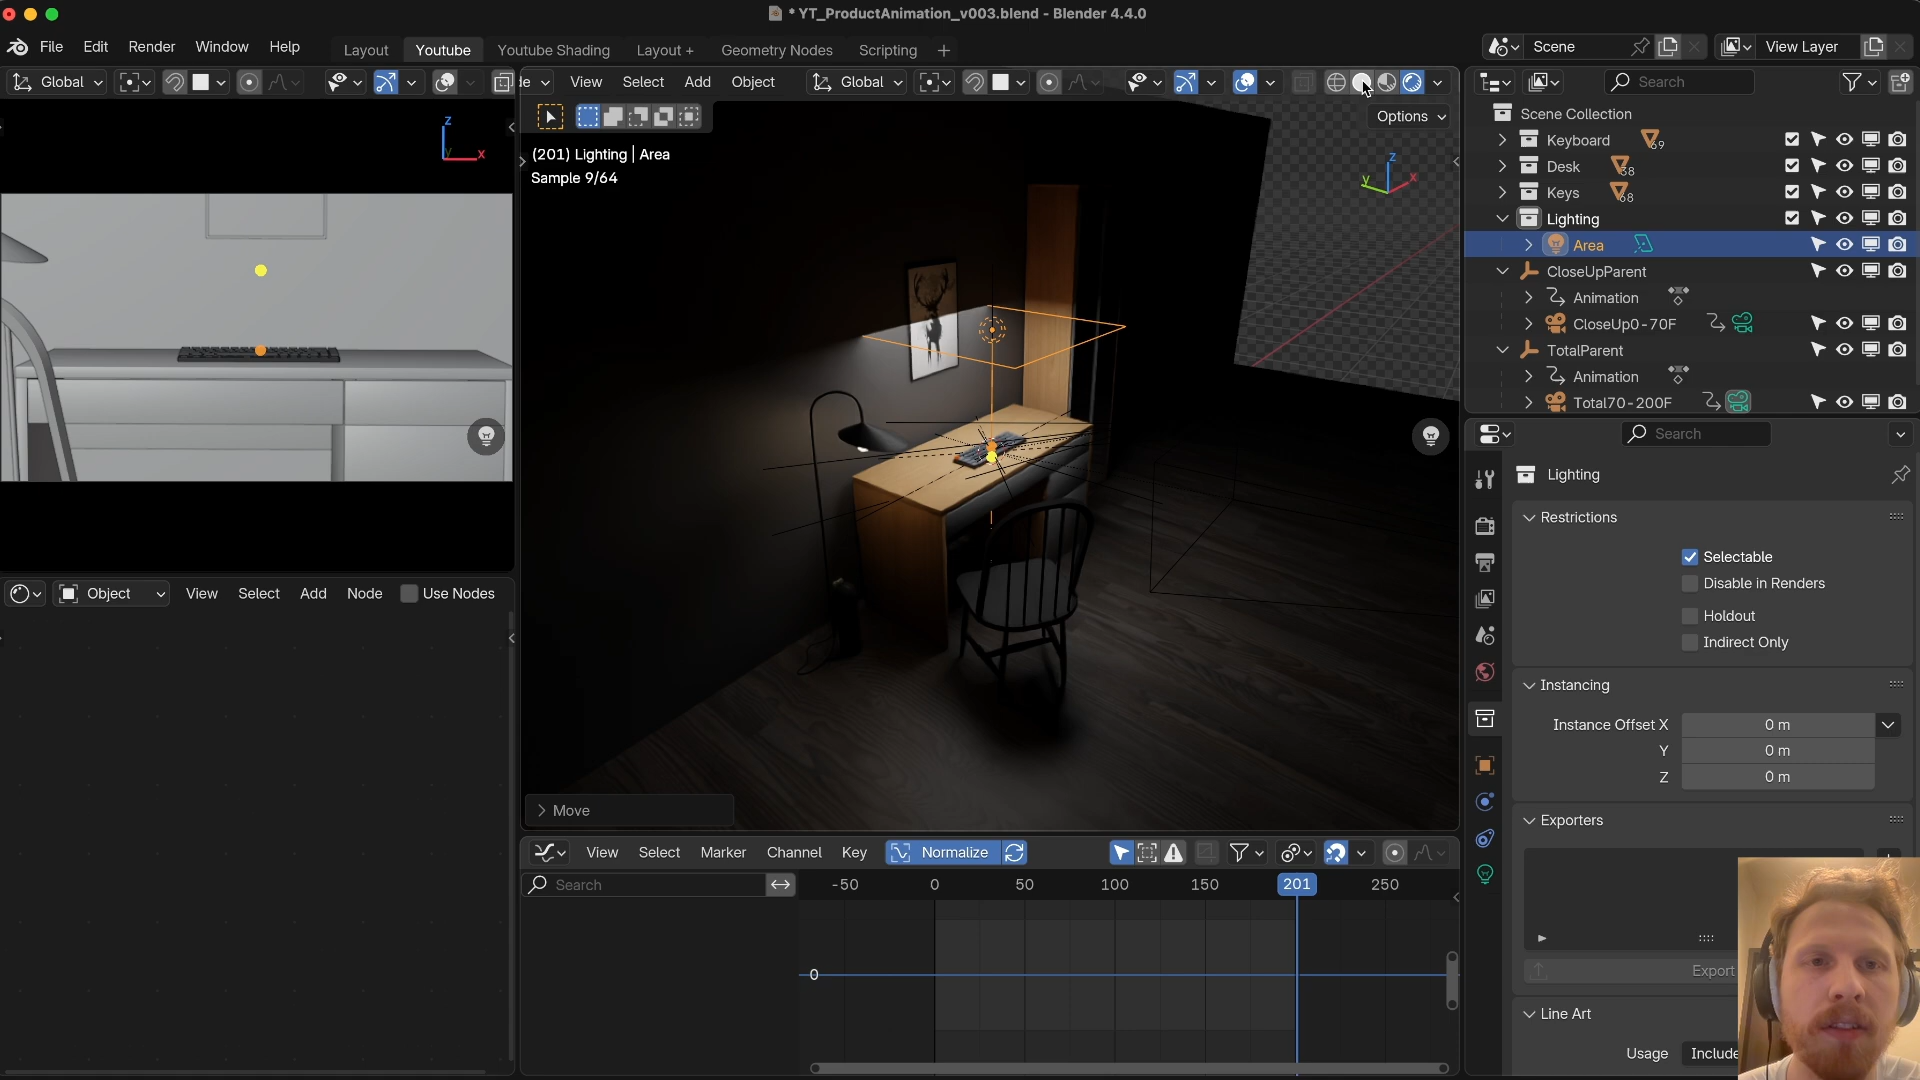 * YT_ProductAnimation_v003.blend - Blender 4.4.0
File Edit Render Window Help
Layout Youtube Youtube Shading Layout + Geometry Nodes Scripting +
Scene
View Layer
Global
de View Select Add Object Global
Search
Options
(201) Lighting | Area
Sample 9/64
z
x
y
z
x
y
Scene Collection
Keyboard 69
Desk 38
Keys 68
Lighting
Area
CloseUpParent
Animation
CloseUp0-70F
TotalParent
Animation
Total70-200F
Search
Lighting
Restrictions
Selectable
Disable in Renders
Holdout
Indirect Only
Instancing
Instance Offset X 0 m
Y 0 m
Z 0 m
Exporters
Export
Line Art
Usage Include
Object View Select Add Node Use Nodes
Move
View Select Marker Channel Key Normalize
Search
-50 0 50 100 150 201 250
0